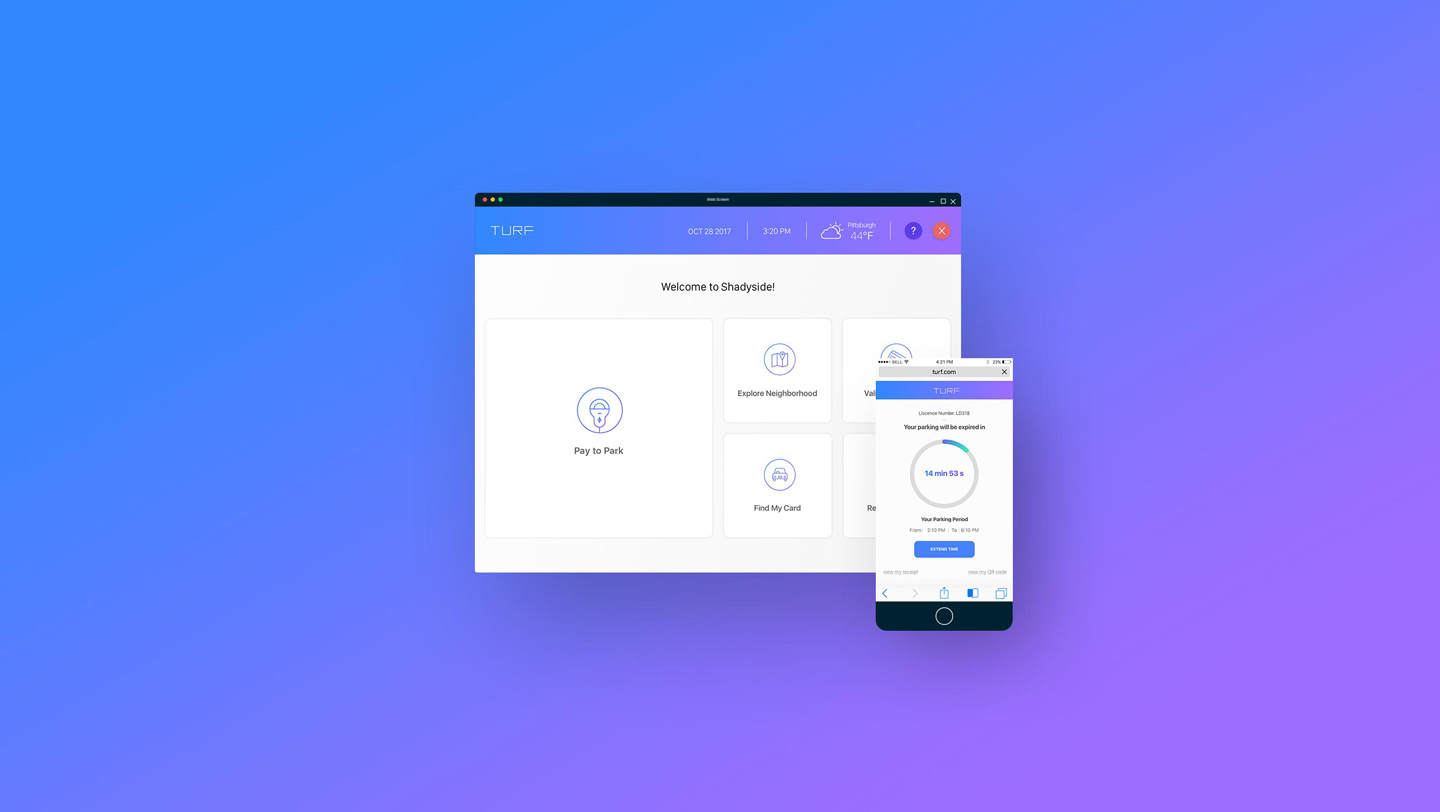 Web Screen
TURF
OCT 28 2017
3:20 PM
Pittsburgh
44°F
?
Welcome to Shadyside!
Pay to Park
Explore Neighborhood
Val
Find My Card
Re
BELL
4:21 PM
22%
turf.com
TURF
Liscence Numbe: LD318
Your parking will be expired in
14 min 53 s
Your Parking Period
From: 2:10 PM | To : 6:10 PM
EXTEND TIME
view my receipt
view my QR code